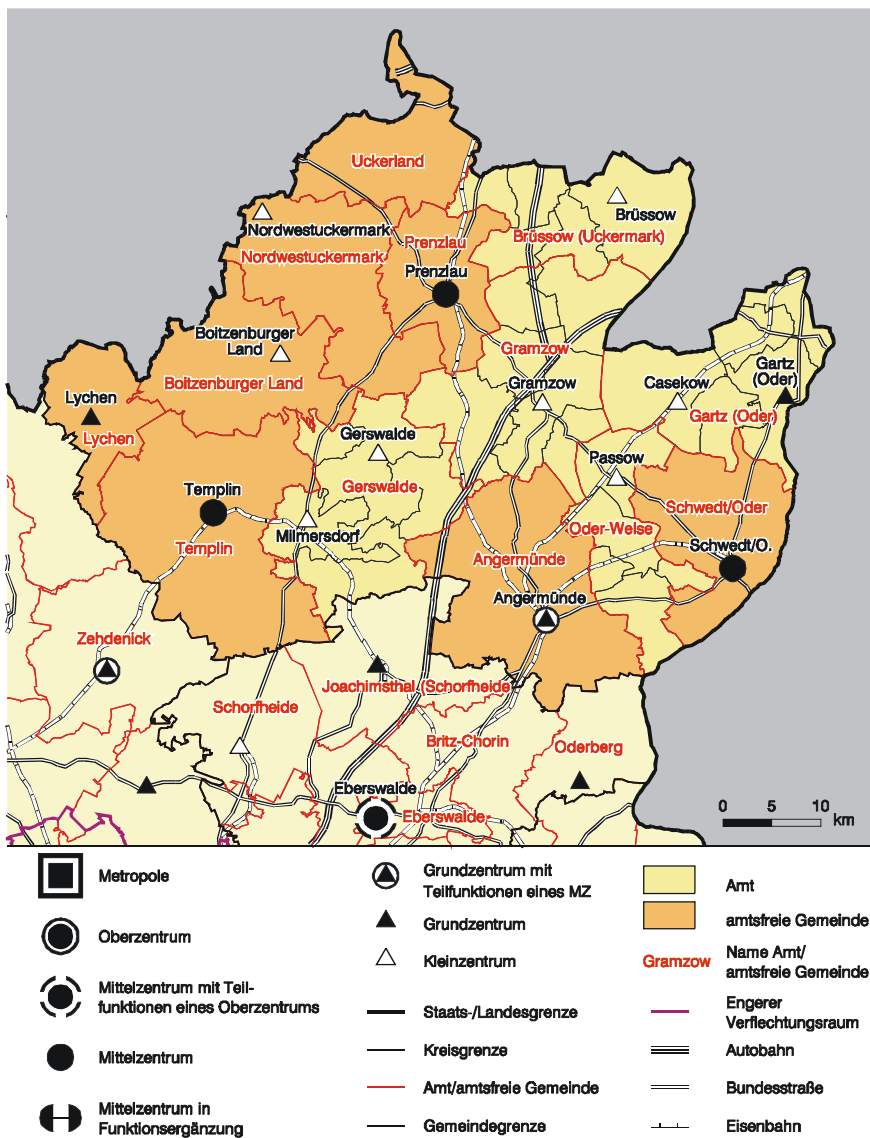 Uckerland
Brüssow
Nordwestuckermark
Nordwestuckermark
Prenzlau
Brüssow (Uckermark)
Prenzlau
Boitzenburger
Land
Boitzenburger Land
Gramzow
Gramzow
Gartz
(Oder)
Casekow
Gartz (Oder)
Lychen
Lychen
Gerswalde
Gerswalde
Passow
Templin
Templin
Milmersdorf
Schwedt/Oder
Oder-Welse
Schwedt/O.
Angermünde
Angermünde
Zehdenick
Joachimsthal (Schorfheide
Schorfheide
Britz-Chorin
Oderberg
Eberswalde
Eberswalde
0 5 10
km
Metropole
Oberzentrum
Mittelzentrum mit Teil-
funktionen eines Oberzentrums
Mittelzentrum
Mittelzentrum in
Funktionsergänzung
Grundzentrum mit
Teilfunktionen eines MZ
Grundzentrum
Kleinzentrum
Staats-/Landesgrenze
Kreisgrenze
Amt/amtsfreie Gemeinde
Gemeindegrenze
Amt
amtsfreie Gemeinde
Gramzow
Name Amt/
amtsfreie Gemeinde
Engerer
Verflechtungsraum
Autobahn
Bundesstraße
Eisenbahn